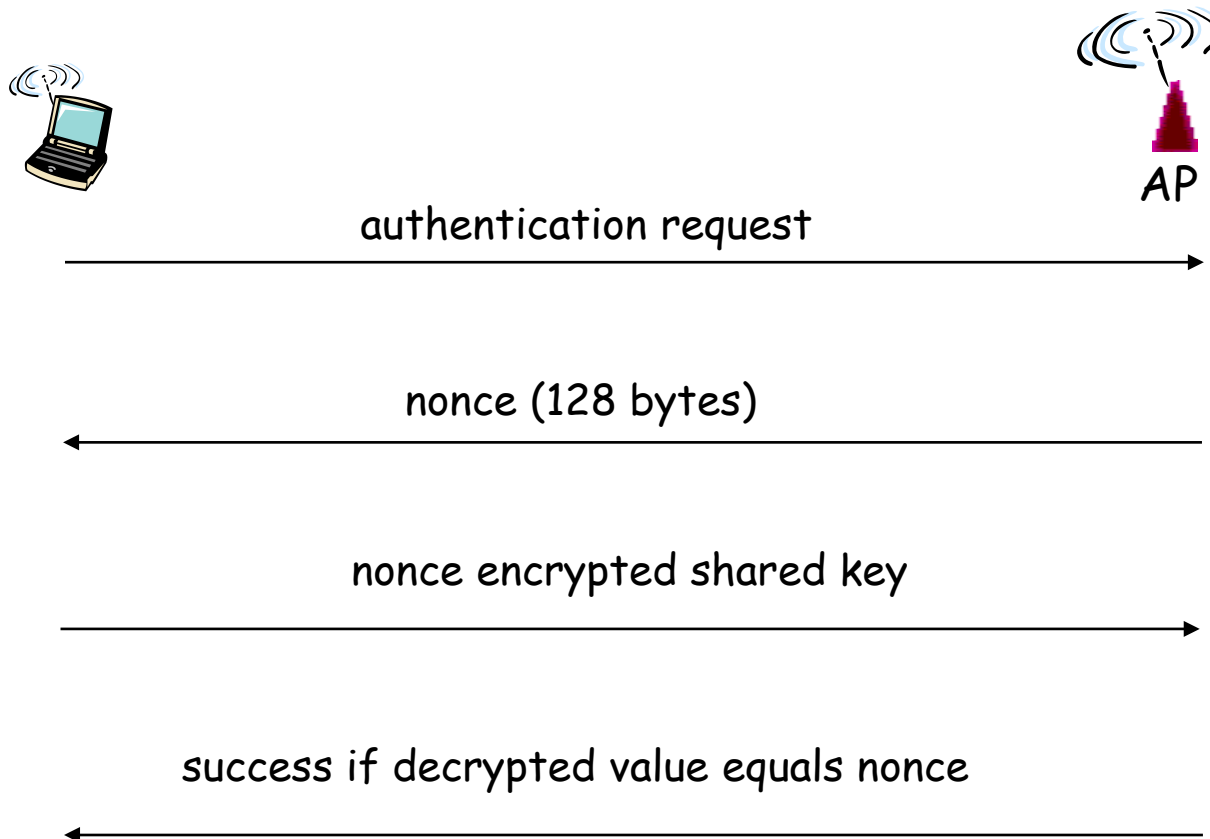 AP
authentication request
nonce (128 bytes)
nonce encrypted shared key
success if decrypted value equals nonce